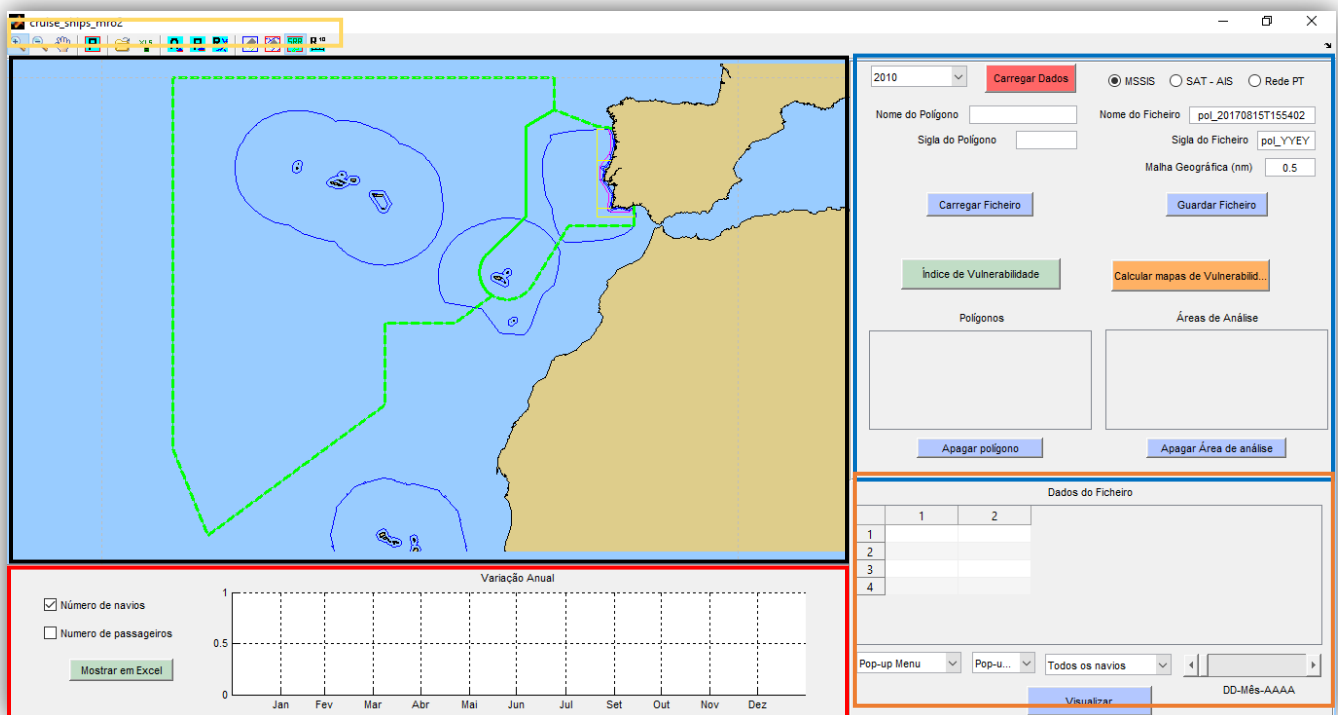 cruise_ships_mro2
XLS
2010
Carregar Dados
MSSIS
SAT - AIS
Rede PT
Nome do Polígono
Nome do Ficheiro
pol_20170815T155402
Sigla do Polígono
Sigla do Ficheiro
pol_YYEY
Malha Geográfica (nm)
0.5
Carregar Ficheiro
Guardar Ficheiro
Índice de Vulnerabilidade
Calcular mapas de Vulnerabilid...
Polígonos
Áreas de Análise
Apagar polígono
Apagar Área de análise
Dados do Ficheiro
1 2
1
2
3
4
Pop-up Menu
Pop-u...
Todos os navios
DD-Mês-AAAA
Visualizar
Variação Anual
Número de navios
Numero de passageiros
Mostrar em Excel
1
0.5
0
Jan Fev Mar Abr Mai Jun Jul Set Out Nov Dez